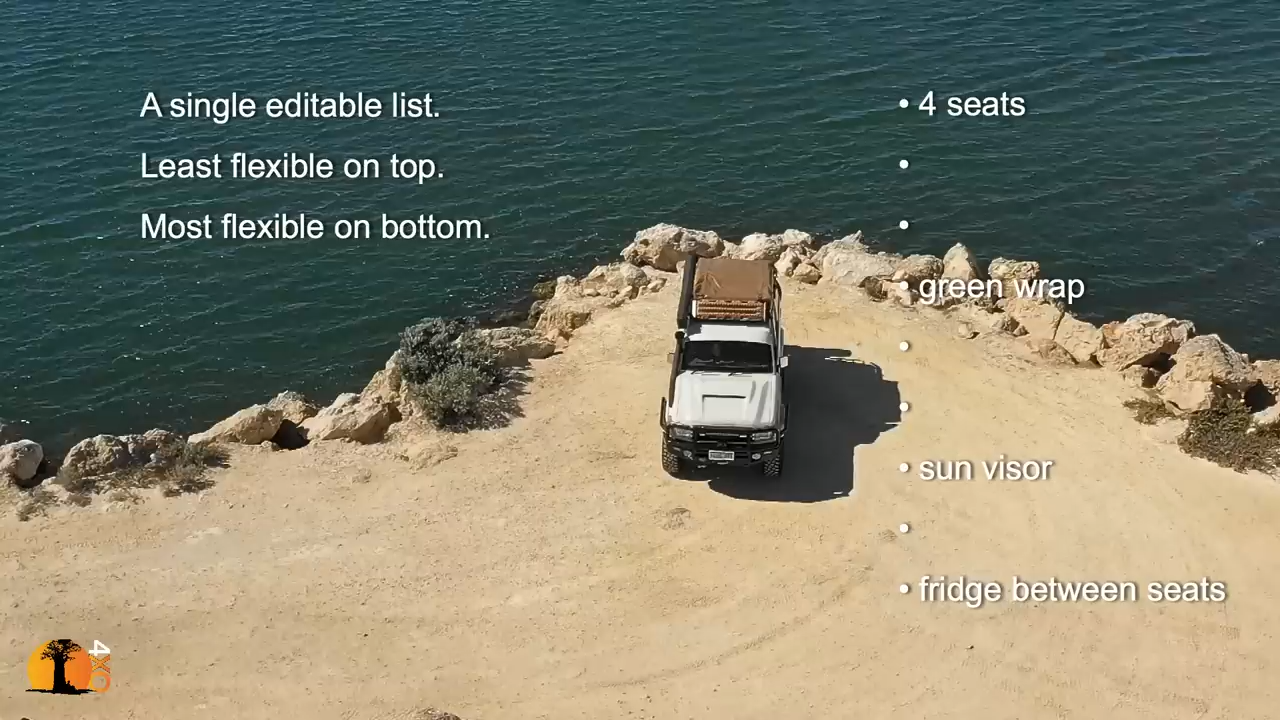 A single editable list.
Least flexible on top.
Most flexible on bottom.
• 4 seats
•
•
• green wrap
•
•
• sun visor
•
• fridge between seats
4XO